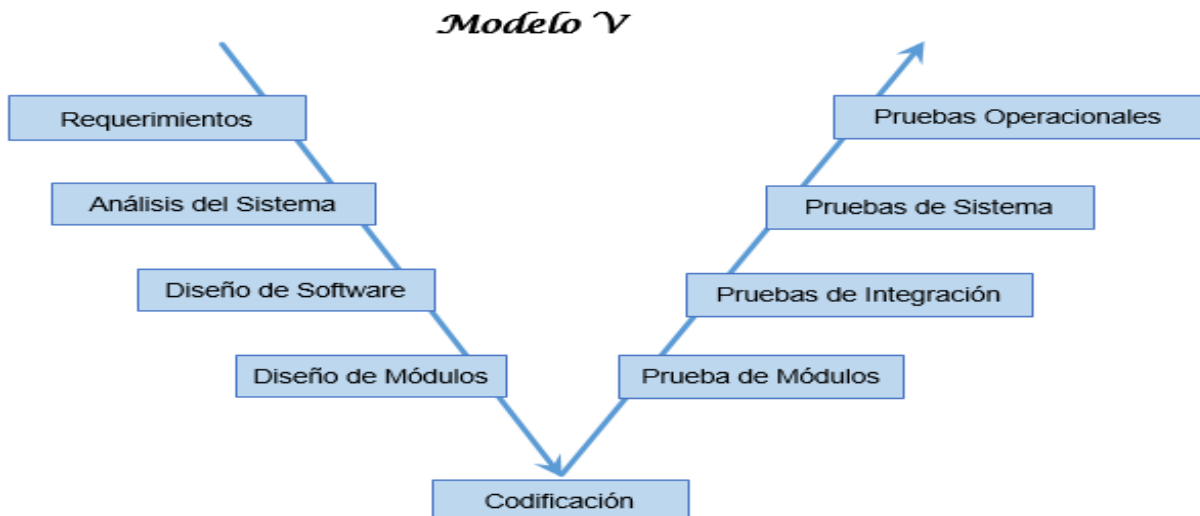 Modelo V
Requerimientos
Pruebas Operacionales
Análisis del Sistema
Pruebas de Sistema
Diseño de Software
Pruebas de Integración
Diseño de Módulos
Prueba de Módulos
Codificación